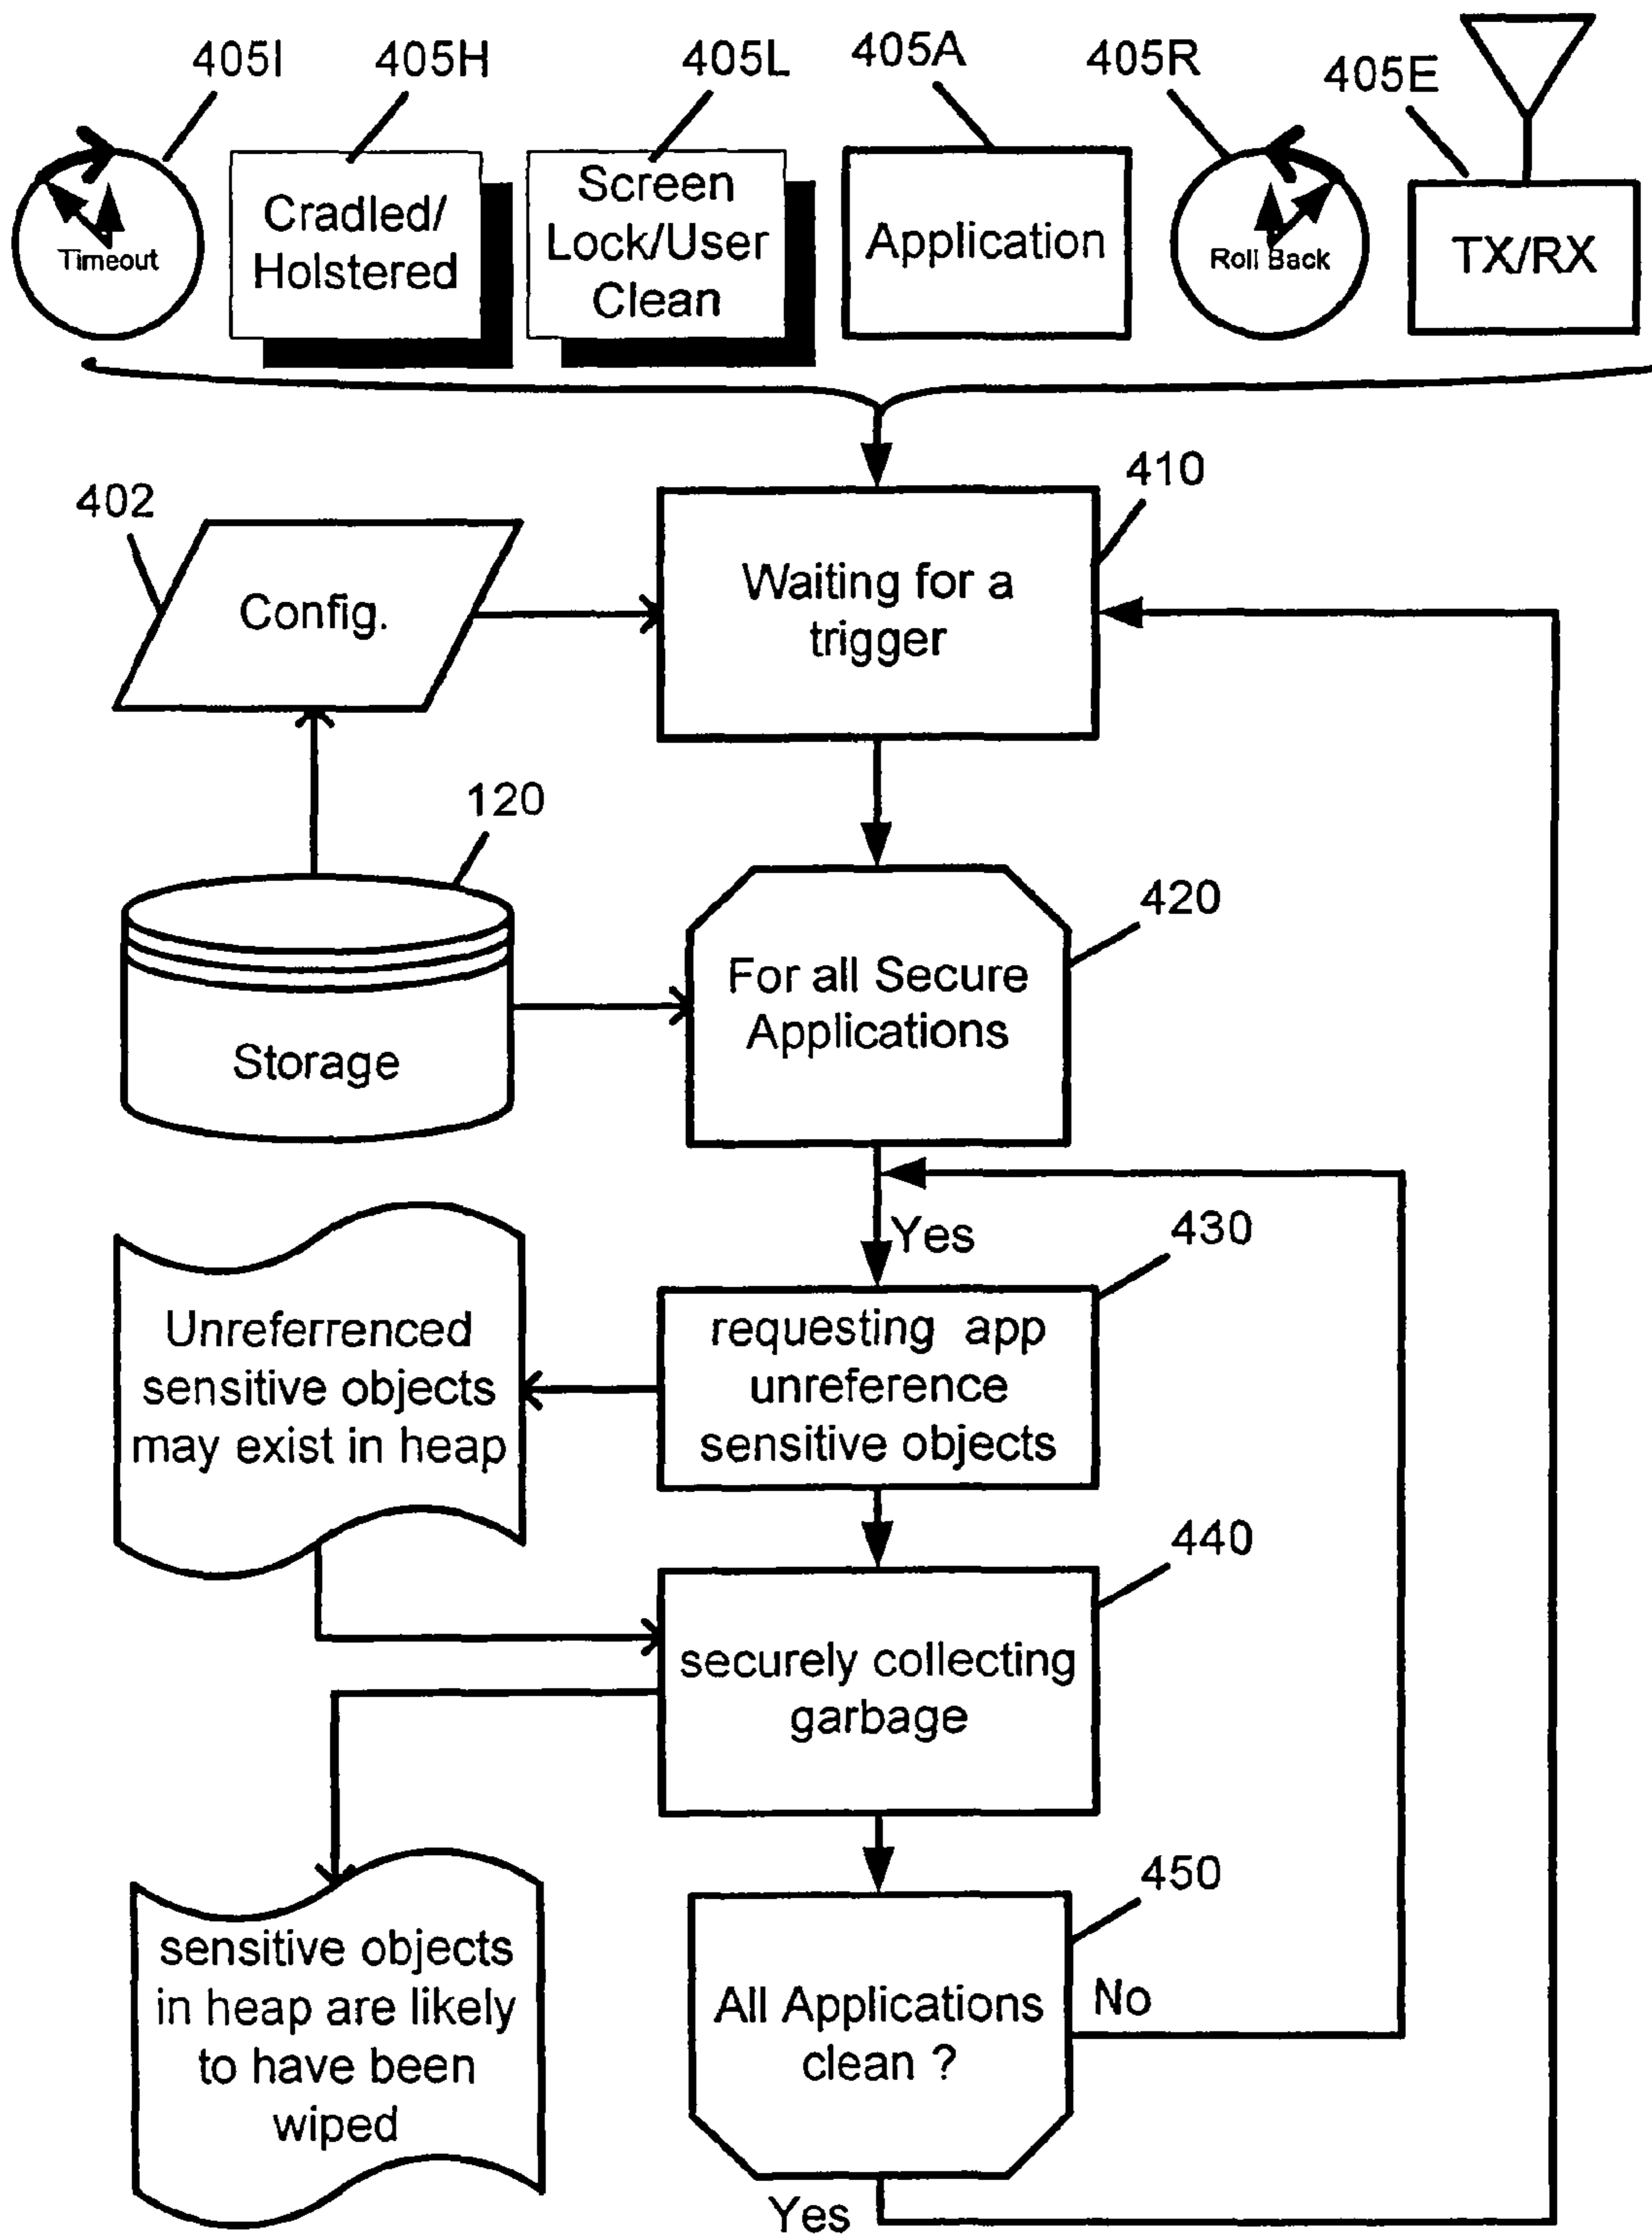 405I
405H
405L
405A
405R
405E
Timeout
Cradled/
Holstered
Screen
Lock/User
Clean
Application
Roll Back
TX/RX
410
402
Config.
Waiting for a
trigger
120
420
Storage
For all Secure
Applications
Yes
430
Unreferrenced
sensitive objects
may exist in heap
requesting app
unreference
sensitive objects
440
securely collecting
garbage
450
sensitive objects
in heap are likely
to have been
wiped
All Applications
clean ?
No
Yes